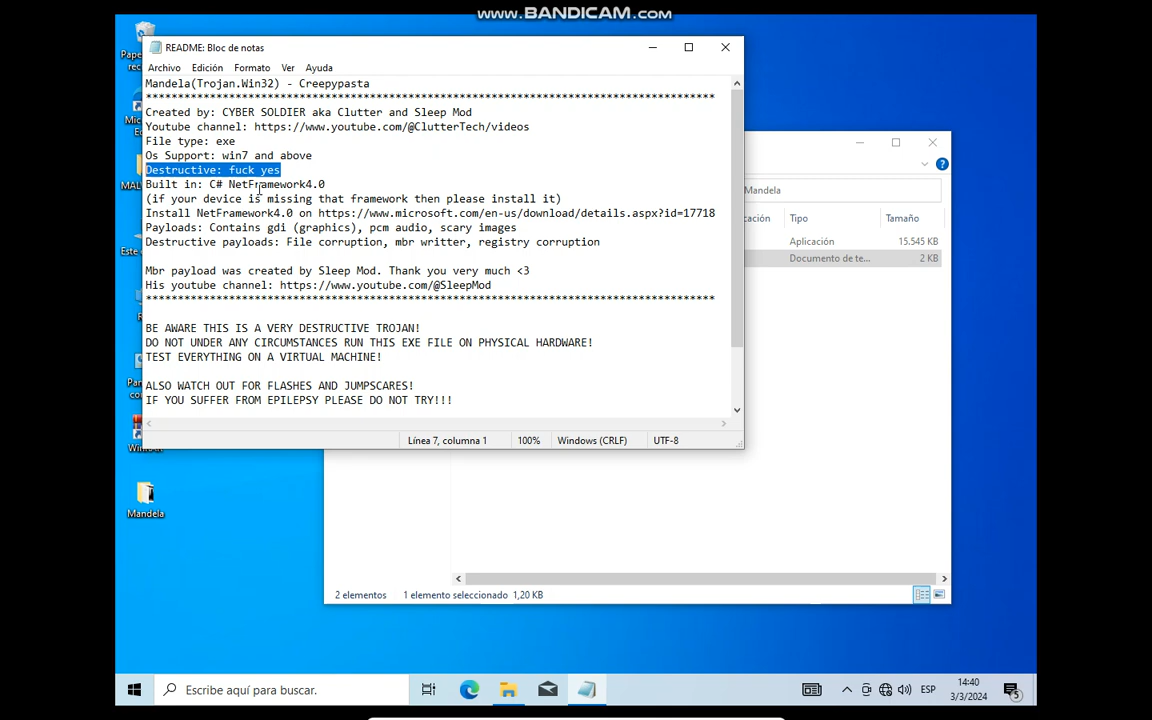 www.BANDICAM.com
README: Bloc de notas
Archivo Edición Formato Ver Ayuda
Mandela(Trojan.Win32) - Creepypasta
*****************************************************************************************
Created by: CYBER SOLDIER aka Clutter and Sleep Mod
Youtube channel: https://www.youtube.com/@ClutterTech/videos
File type: exe
Os Support: win7 and above
Destructive: fuck yes
Built in: C# NetFramework4.0
(if your device is missing that framework then please install it)
Install NetFramework4.0 on https://www.microsoft.com/en-us/download/details.aspx?id=17718
Payloads: Contains gdi (graphics), pcm audio, scary images
Destructive payloads: File corruption, mbr writter, registry corruption
Mbr payload was created by Sleep Mod. Thank you very much <3
His youtube channel: https://www.youtube.com/@SleepMod
*****************************************************************************************
BE AWARE THIS IS A VERY DESTRUCTIVE TROJAN!
DO NOT UNDER ANY CIRCUMSTANCES RUN THIS EXE FILE ON PHYSICAL HARDWARE!
TEST EVERYTHING ON A VIRTUAL MACHINE!
ALSO WATCH OUT FOR FLASHES AND JUMPSCARES!
IF YOU SUFFER FROM EPILEPSY PLEASE DO NOT TRY!!!
Línea 7, columna 1 100% Windows (CRLF) UTF-8
Mandela
cación Tipo Tamaño
Aplicación 15.545 KB
Documento de te... 2 KB
2 elementos 1 elemento seleccionado 1,20 KB
Pape
rec
Mic
E
MAL
Este
R
Par
co
Win
Mandela
Escribe aquí para buscar.
ESP
14:40
3/3/2024
5